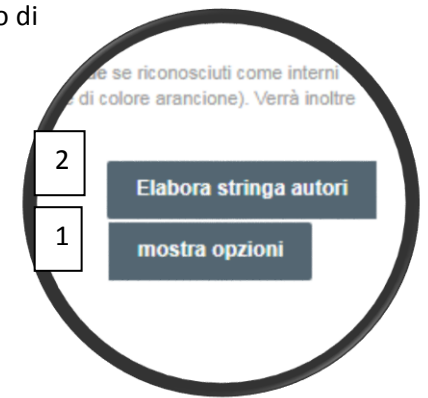 o di
se riconosciuti come interni
di colore arancione). Verrà inoltre
2
Elabora stringa autori
1
mostra opzioni